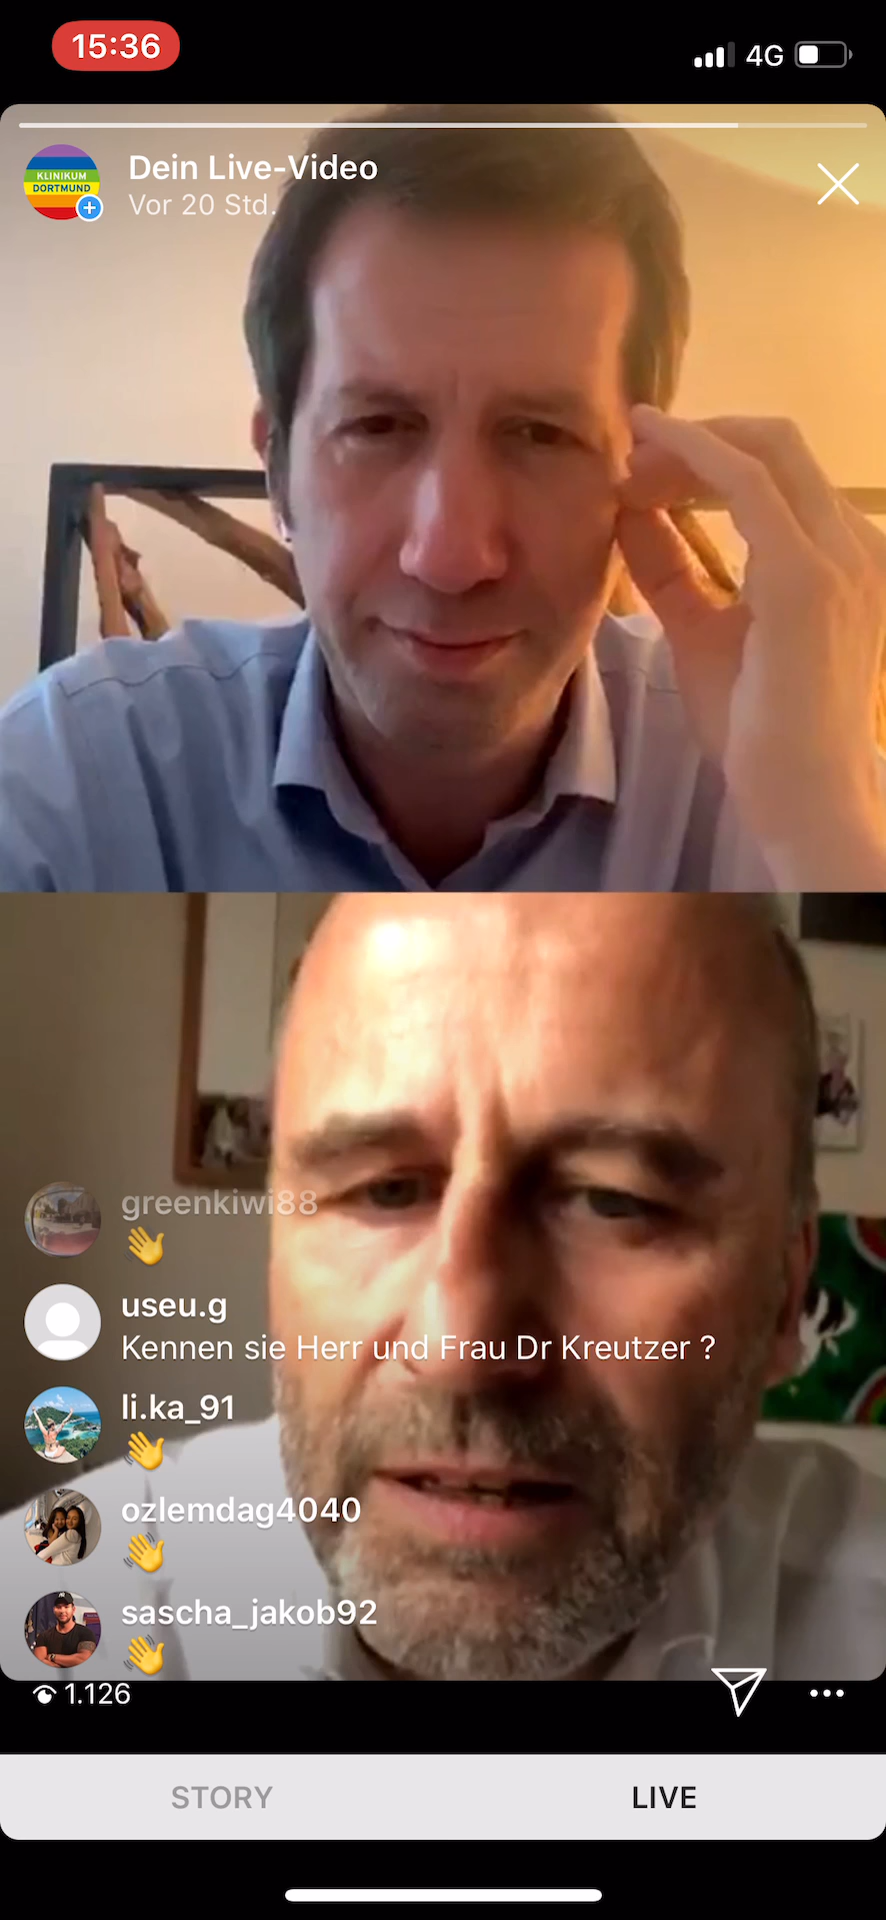 15:36
4G
KLINIKUM
DORTMUND
Dein Live-Video
Vor 20 Std.
greenkiwi88
👋
useu.g
Kennen sie Herr und Frau Dr Kreutzer ?
li.ka_91
👋
ozlemdag4040
👋
sascha_jakob92
👋
1.126
STORY
LIVE